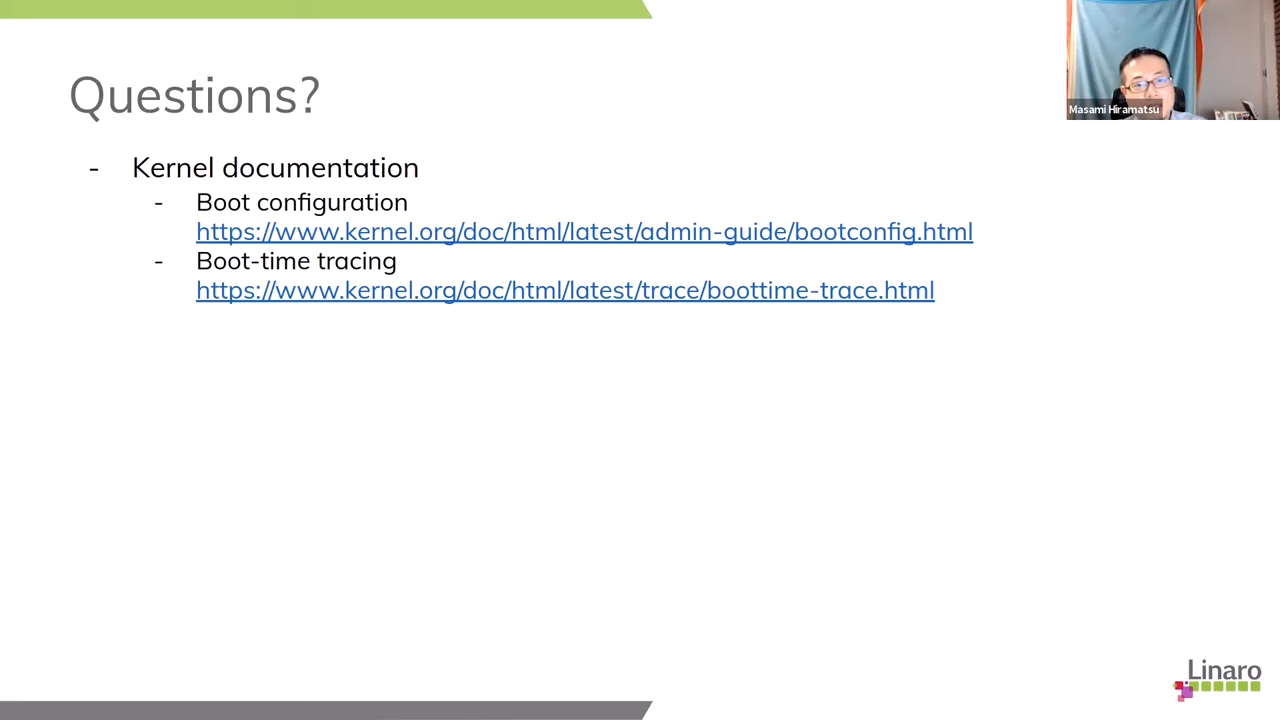 Questions?
- Kernel documentation
- Boot configuration
https://www.kernel.org/doc/html/latest/admin-guide/bootconfig.html
- Boot-time tracing
https://www.kernel.org/doc/html/latest/trace/boottime-trace.html
Masami Hiramatsu
Linaro